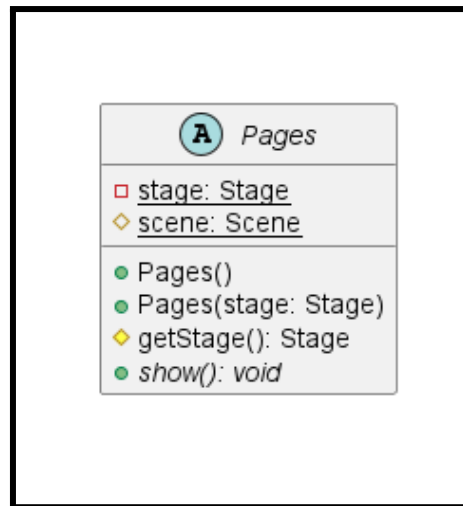 A Pages
stage: Stage
scene: Scene
Pages()
Pages(stage: Stage)
getStage(): Stage
show(): void